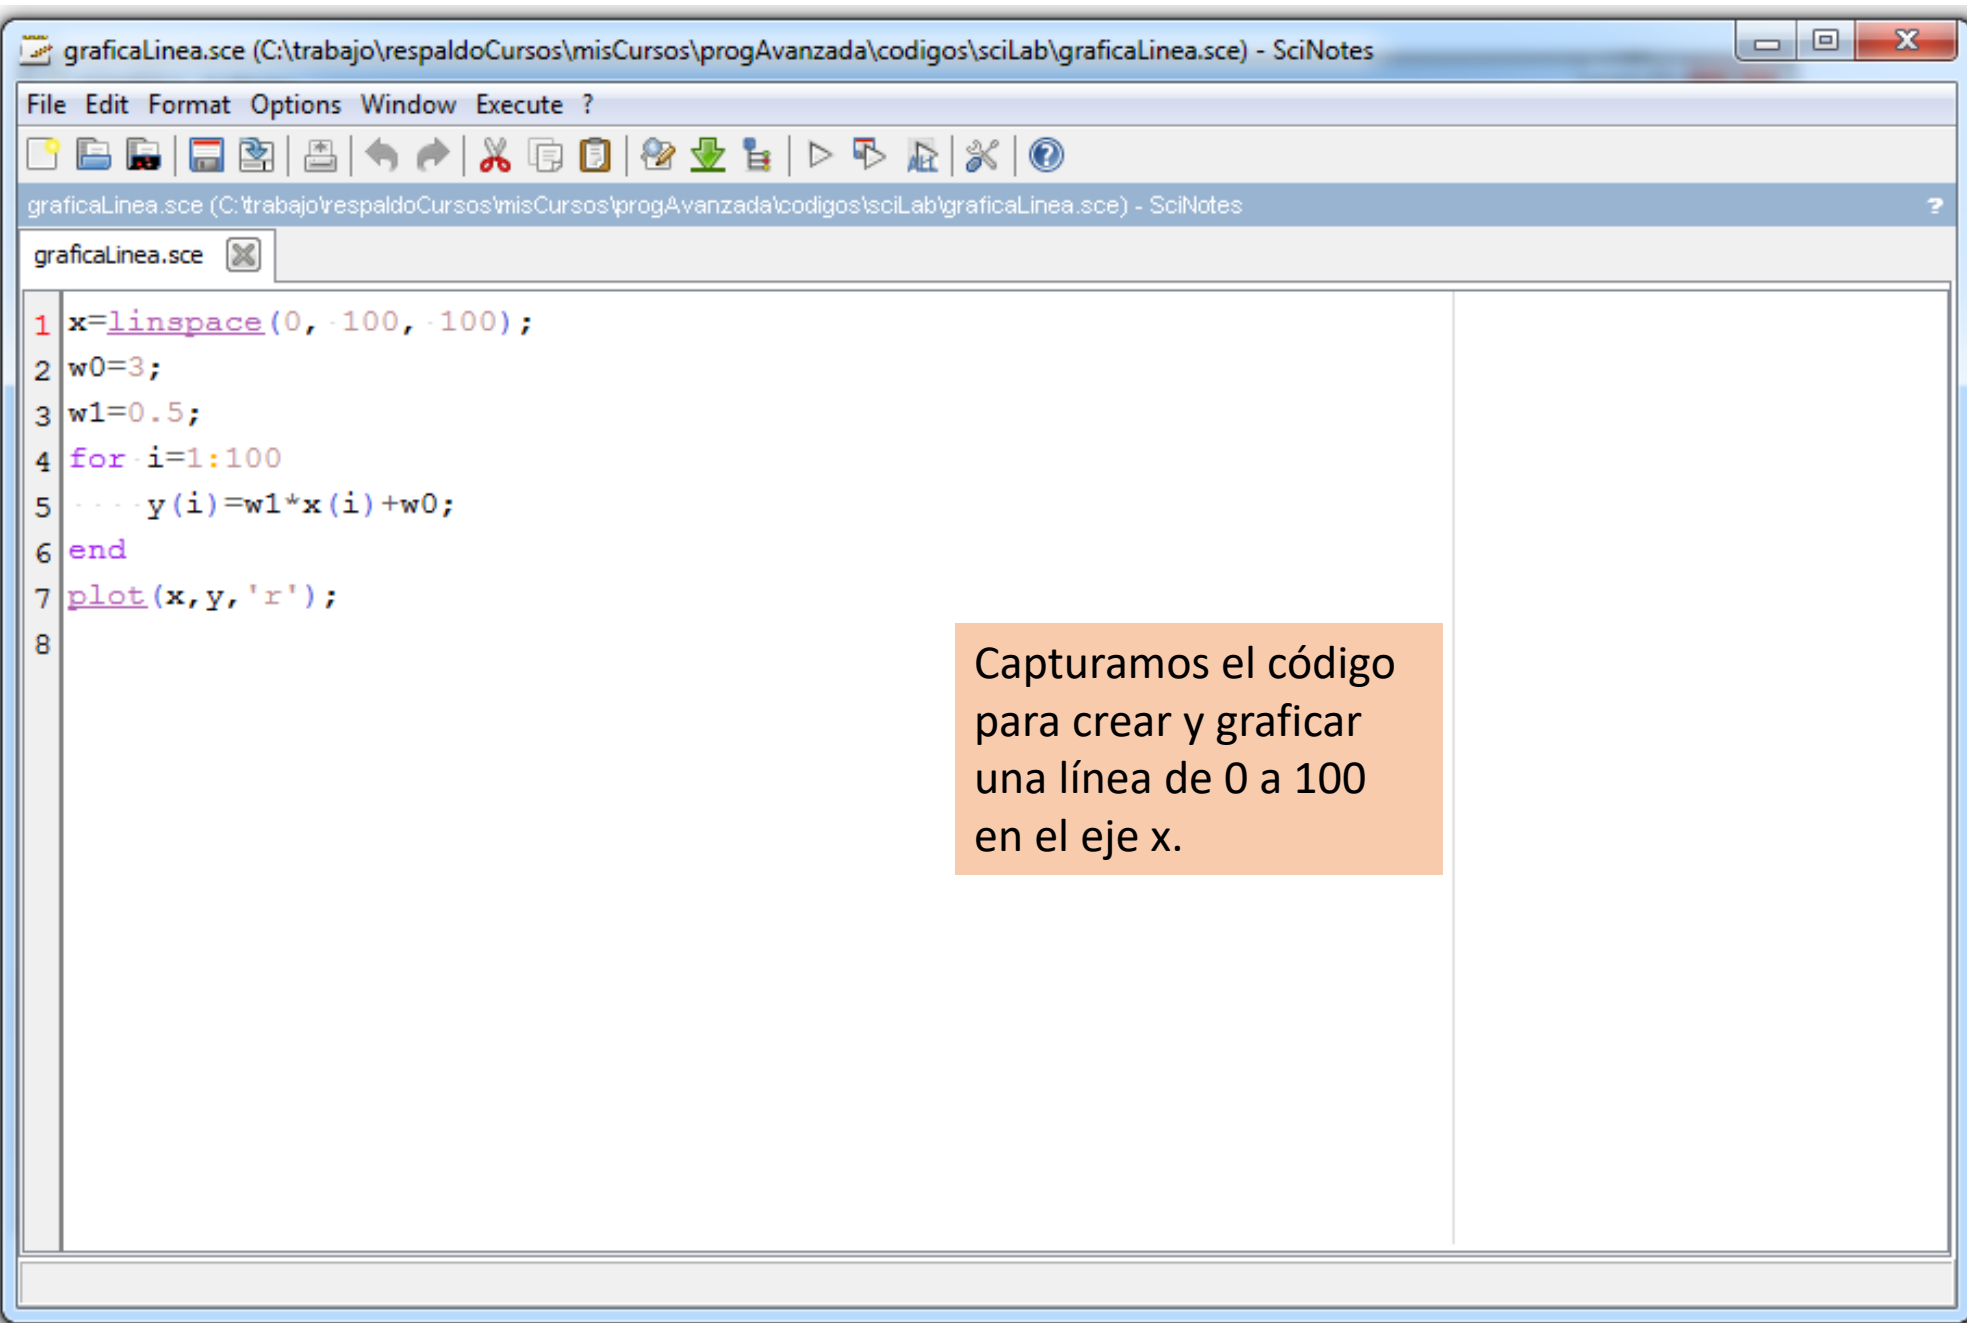 graficaLinea.sce (C:\trabajo\respaldoCursos\misCursos\progAvanzada\codigos\sciLab\graficaLinea.sce) - SciNotes
File Edit Format Options Window Execute ?
graficaLinea.sce (C:\trabajo\respaldoCursos\misCursos\progAvanzada\codigos\sciLab\graficaLinea.sce) - SciNotes ?
graficaLinea.sce
1 x=linspace(0, 100, 100);
2 w0=3;
3 w1=0.5;
4 for i=1:100
5     y(i)=w1*x(i)+w0;
6 end
7 plot(x,y,'r');
8
Capturamos el código
para crear y graficar
una línea de 0 a 100
en el eje x.